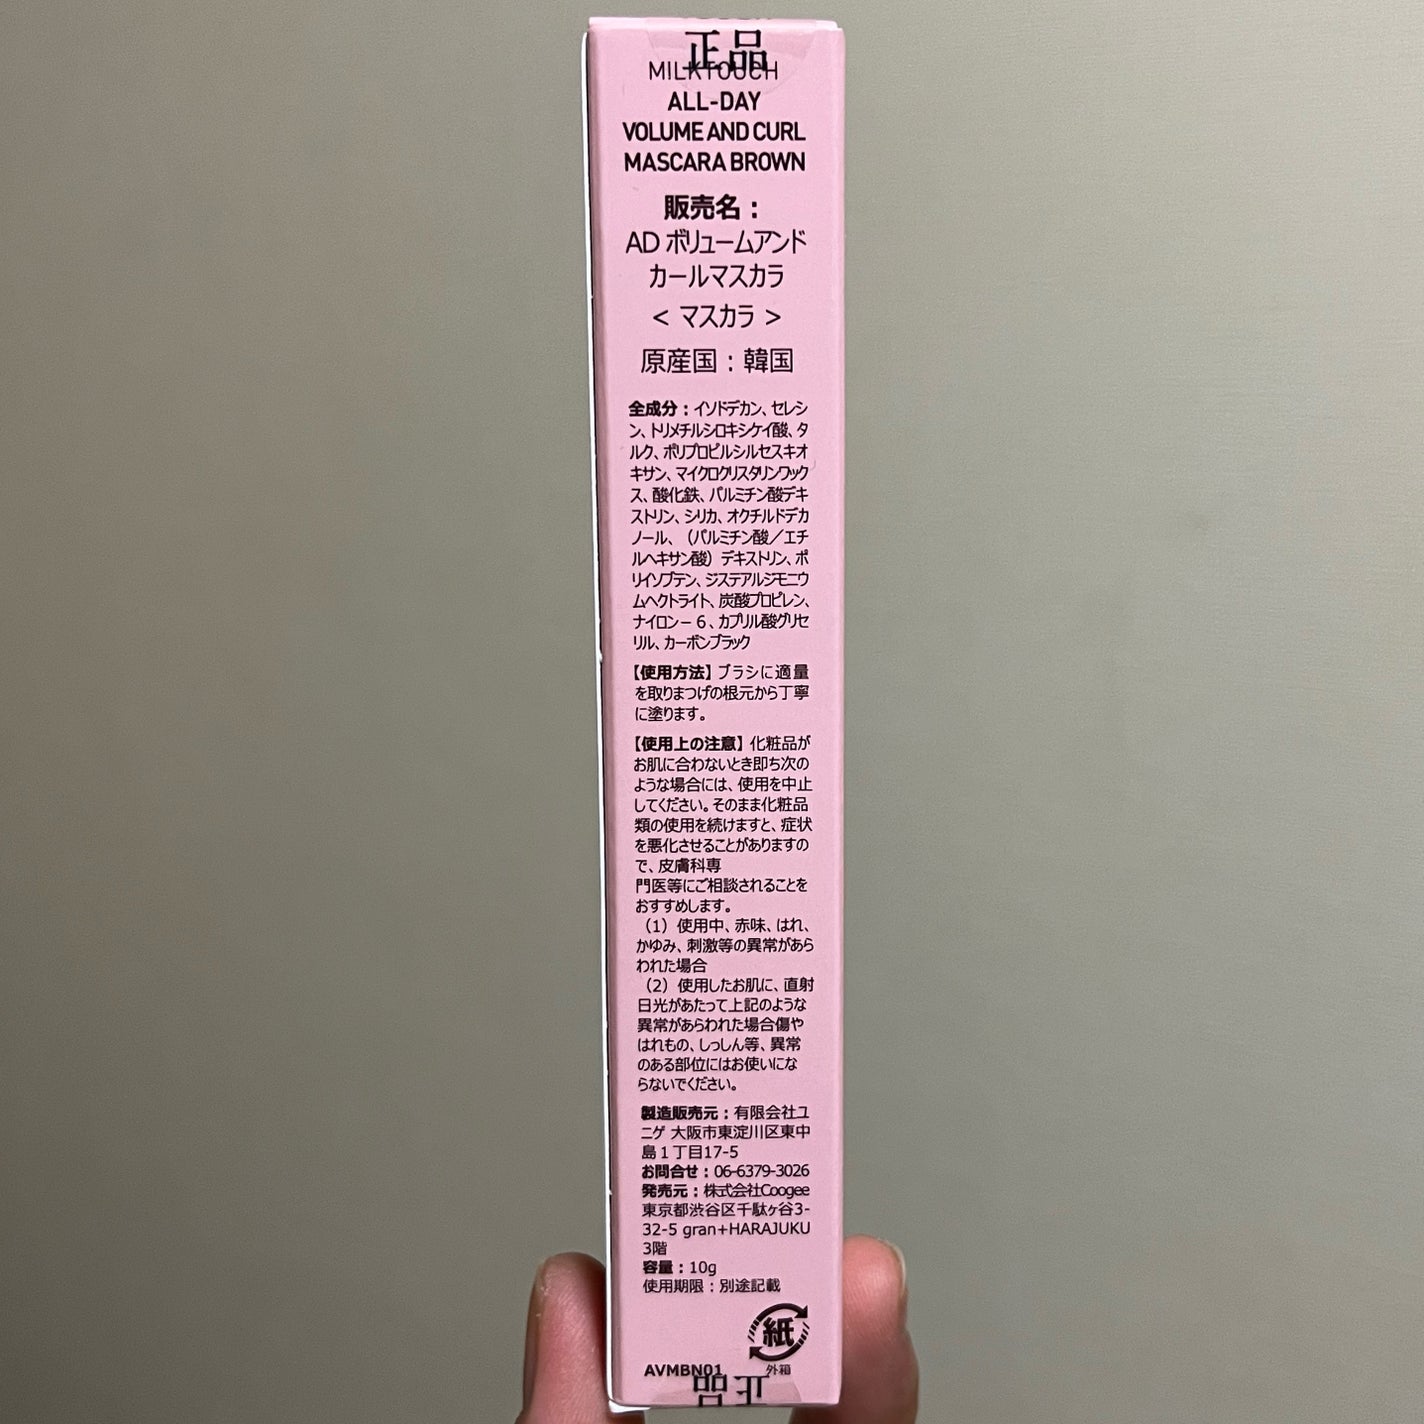 正品
MILKTOUCH
ALL-DAY
VOLUME AND CURL
MASCARA BROWN
販売名：
AD ボリュームアンド
カールマスカラ
< マスカラ >
原産国：韓国
全成分：イソドデカン、セレシ
ン、トリメチルシロキシケイ酸、タ
ルク、ポリプロピルシルセスキオ
キサン、マイクロクリスタリンワック
ス、酸化鉄、パルミチン酸デキ
ストリン、シリカ、オクチルドデカ
ノール、（パルミチン酸／エチ
ルヘキサン酸）デキストリン、ポ
リイソブテン、ジステアルジモニウ
ムヘクトライト、炭酸プロピレン、
ナイロン－６、カプリル酸グリセ
リル、カーボンブラック
【使用方法】ブラシに適量
を取りまつげの根元から丁寧
に塗ります。
【使用上の注意】化粧品が
お肌に合わないとき即ち次の
ような場合には、使用を中止
してください。そのまま化粧品
類の使用を続けますと、症状
を悪化させることがありますの
で、皮膚科専
門医等にご相談されることを
おすすめします。
（1）使用中、赤味、はれ、
かゆみ、刺激等の異常があら
われた場合
（2）使用したお肌に、直射
日光があたって上記のような
異常があらわれた場合傷や
はれもの、しっしん等、異常
のある部位にはお使いにな
らないでください。
製造販売元：有限会社ユ
ニゲ 大阪市東淀川区東中
島１丁目17-5
お問合せ：06-6379-3026
発売元：株式会社Coogee
東京都渋谷区千駄ヶ谷3-
32-5 gran+HARAJUKU
3階
容量：10g
使用期限：別途記載
紙
AVMBN01 外箱
正品